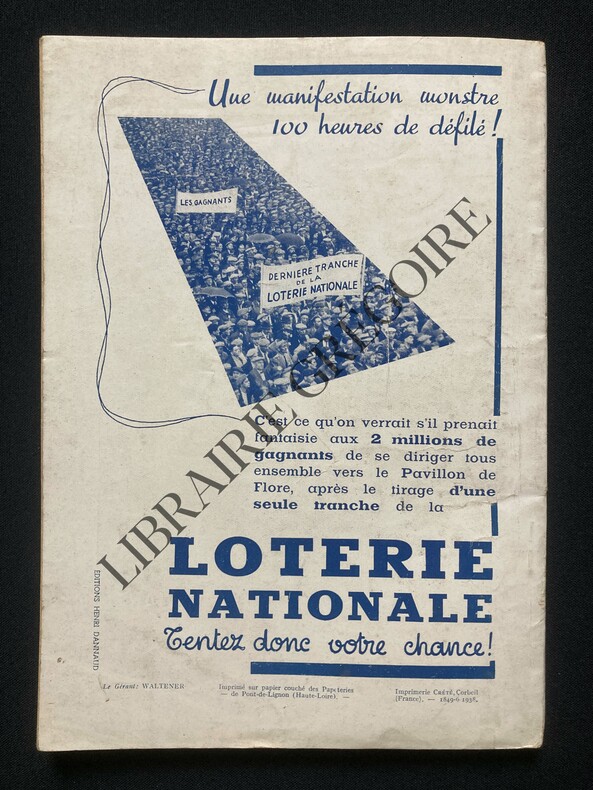 Une manifestation monstre
100 heures de défilé !
LES GAGNANTS
DERNIÈRE TRANCHE
DE LA
LOTERIE NATIONALE
C'est ce qu'on verrait s'il prenait
fantaisie aux 2 millions de
gagnants de se diriger tous
ensemble vers le Pavillon de
Flore, après le tirage d'une
seule tranche de la
LOTERIE
NATIONALE
Tentez donc votre chance!
EDITIONS HENRI DANNAUD
Le Gérant: WALTENER
Imprimé sur papier couché des Papeteries
— de Pont-de-Lignon (Haute-Loire). —
Imprimerie CRÉTÉ, Corbeil
(France). — 1849-6 1938.
LIBRAIRIE GREGOIRE